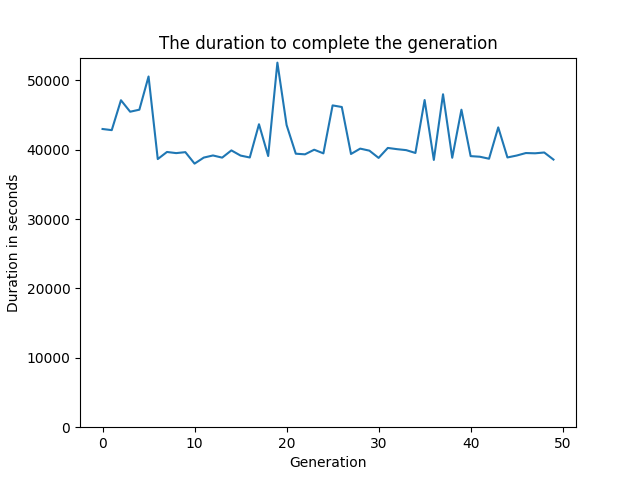 The duration to complete the generation
50000
40000
30000
20000
10000
0
Duration in seconds
0 10 20 30 40 50
Generation